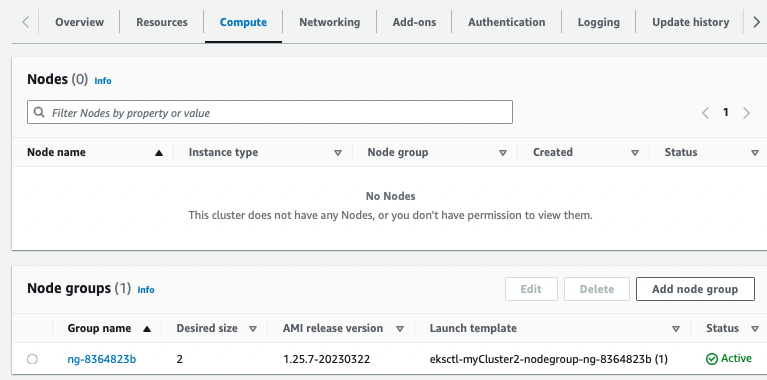 Overview Resources Compute Networking Add-ons Authentication Logging Update history
Nodes (0) Info
Filter Nodes by property or value
1
Node name Instance type Node group Created Status
No Nodes
This cluster does not have any Nodes, or you don't have permission to view them.
Node groups (1) Info
Edit Delete Add node group
Group name Desired size AMI release version Launch template Status
ng-8364823b 2 1.25.7-20230322 eksctl-myCluster2-nodegroup-ng-8364823b (1) Active